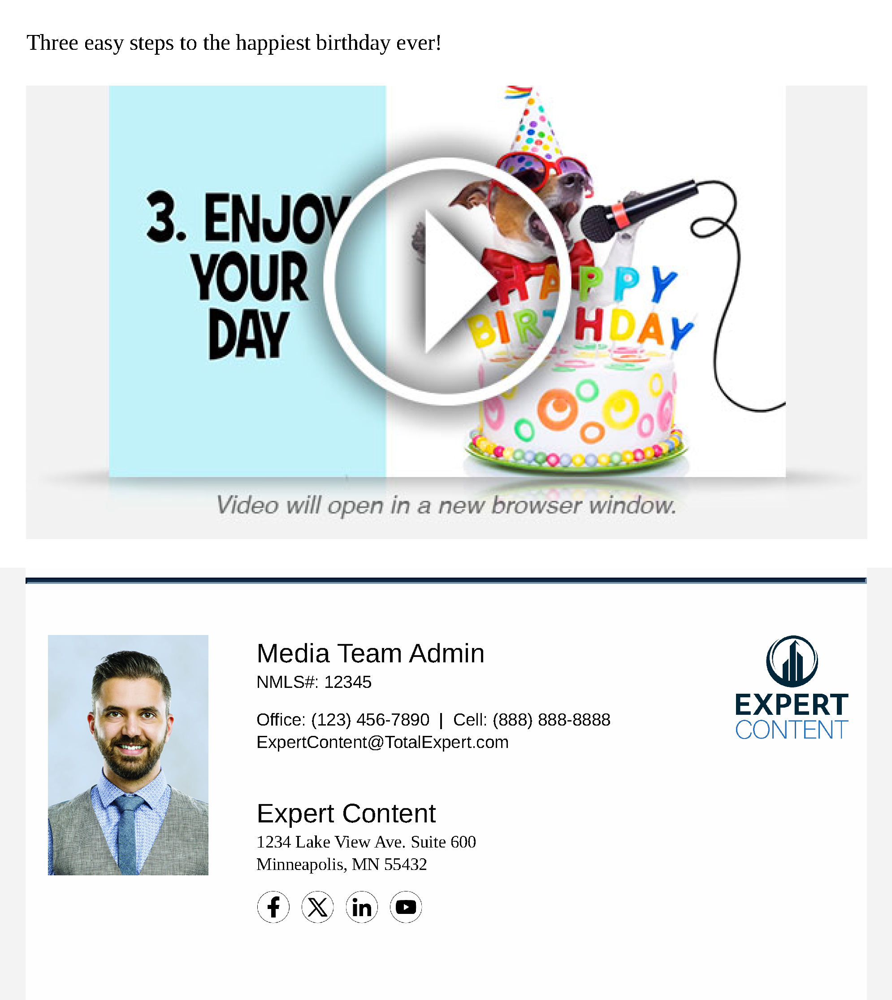 Three easy steps to the happiest birthday ever!
3. ENJOY
YOUR
DAY
HAPPY
BIRTHDAY
Video will open in a new browser window.
Media Team Admin
NMLS#: 12345
Office: (123) 456-7890 | Cell: (888) 888-8888
ExpertContent@TotalExpert.com
EXPERT
CONTENT
Expert Content
1234 Lake View Ave. Suite 600
Minneapolis, MN 55432